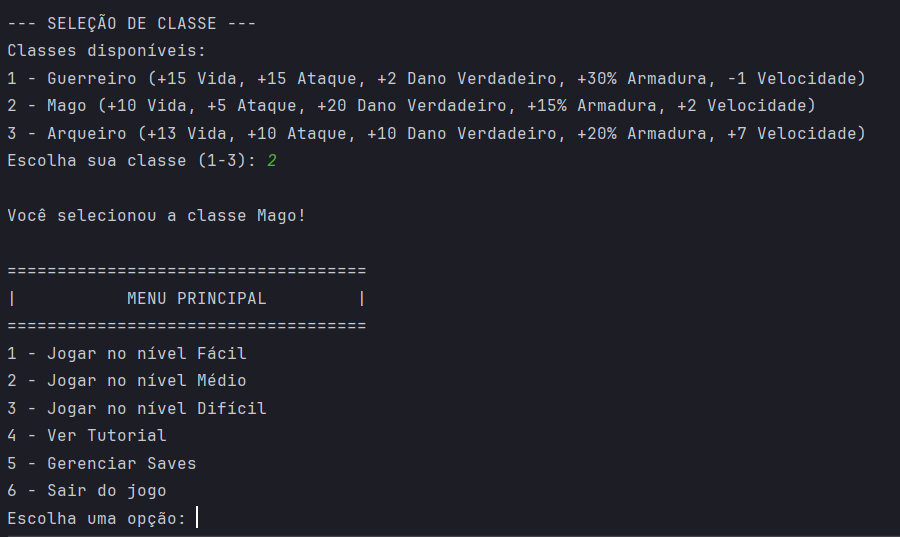 --- SELEÇÃO DE CLASSE ---
Classes disponíveis:
1 - Guerreiro (+15 Vida, +15 Ataque, +2 Dano Verdadeiro, +30% Armadura, -1 Velocidade)
2 - Mago (+10 Vida, +5 Ataque, +20 Dano Verdadeiro, +15% Armadura, +2 Velocidade)
3 - Arqueiro (+13 Vida, +10 Ataque, +10 Dano Verdadeiro, +20% Armadura, +7 Velocidade)
Escolha sua classe (1-3): 2
Você selecionou a classe Mago!
====================================
|           MENU PRINCIPAL         |
====================================
1 - Jogar no nível Fácil
2 - Jogar no nível Médio
3 - Jogar no nível Difícil
4 - Ver Tutorial
5 - Gerenciar Saves
6 - Sair do jogo
Escolha uma opção: